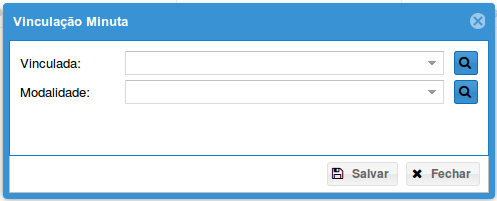 Vinculação Minuta
Vinculada:
Modalidade:
Salvar Fechar